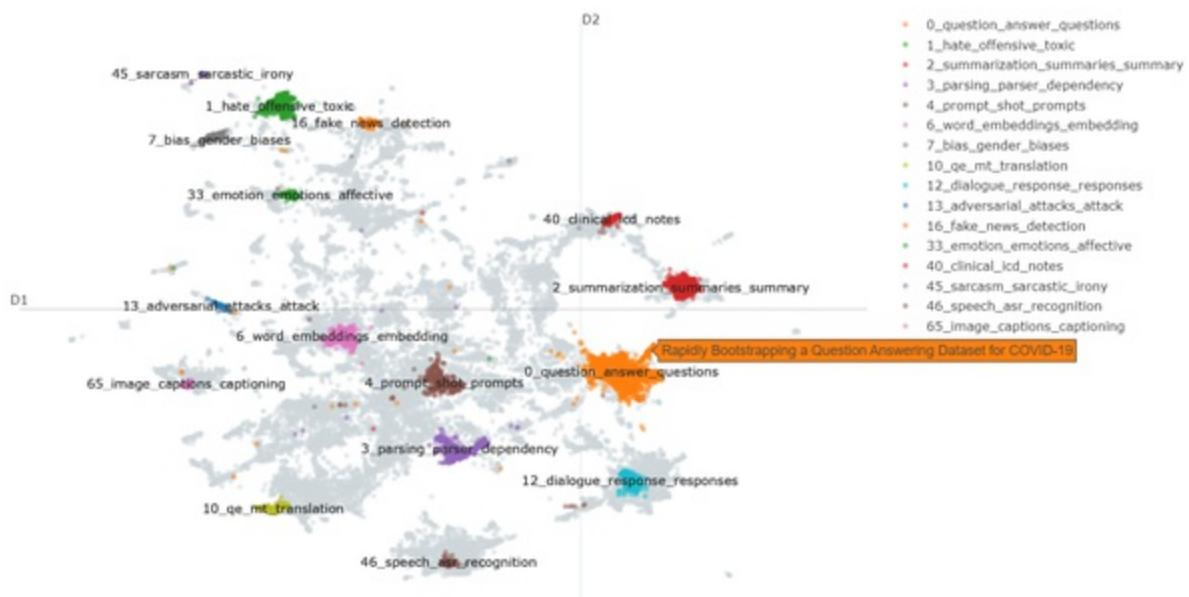 D2
45_sarcasm_sarcastic_irony
1_hate_offensive_toxic
16_fake_news_detection
7_bias_gender_biases
33_emotion_emotions_affective
40_clinical_icd_notes
2_summarization_summaries_summary
D1
13_adversarial_attacks_attack
6_word_embeddings_embedding
Rapidly Bootstrapping a Question Answering Dataset for COVID-19
0_question_answer_questions
65_image_captions_captioning
4_prompt_shot_prompts
3_parsing_parser_dependency
12_dialogue_response_responses
10_qe_mt_translation
46_speech_asr_recognition
0_question_answer_questions
1_hate_offensive_toxic
2_summarization_summaries_summary
3_parsing_parser_dependency
4_prompt_shot_prompts
6_word_embeddings_embedding
7_bias_gender_biases
10_qe_mt_translation
12_dialogue_response_responses
13_adversarial_attacks_attack
16_fake_news_detection
33_emotion_emotions_affective
40_clinical_icd_notes
45_sarcasm_sarcastic_irony
46_speech_asr_recognition
65_image_captions_captioning